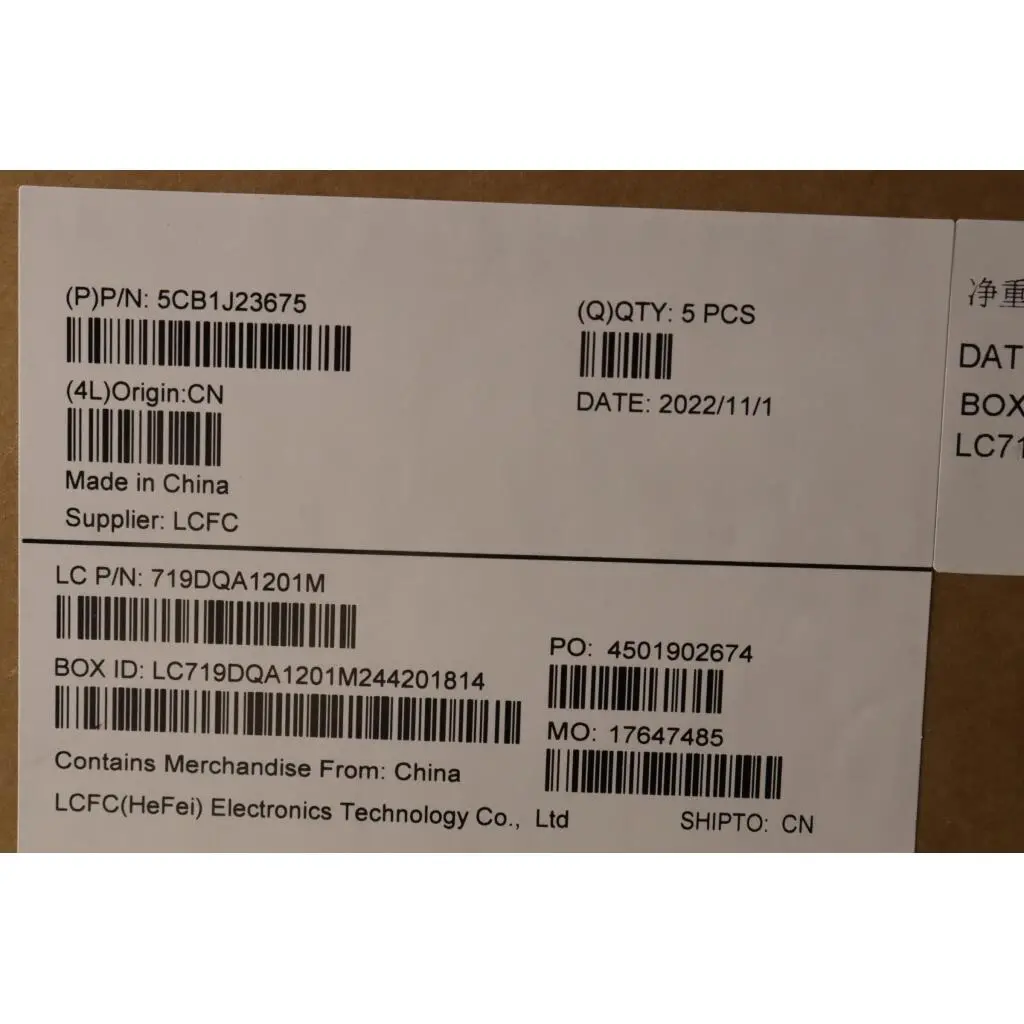 (P)P/N: 5CB1J23675
(Q)QTY: 5 PCS
(4L)Origin:CN
DATE: 2022/11/1
Made in China
Supplier: LCFC
LC P/N: 719DQA1201M
PO: 4501902674
BOX ID: LC719DQA1201M244201814
MO: 17647485
Contains Merchandise From: China
LCFC(HeFei) Electronics Technology Co., Ltd
SHIPTO: CN
净重
DAT
BOX
LC71